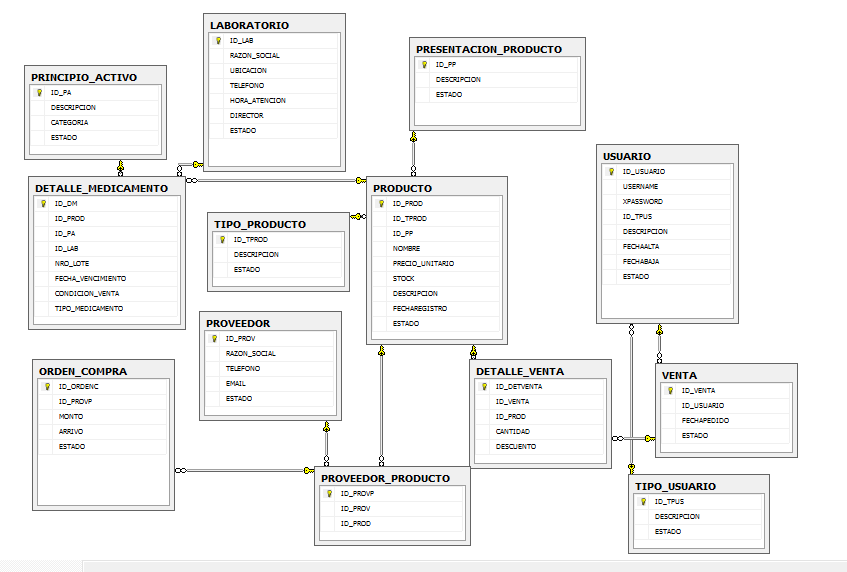 LABORATORIO
ID_LAB
RAZON_SOCIAL
UBICACION
TELEFONO
HORA_ATENCION
DIRECTOR
ESTADO
PRESENTACION_PRODUCTO
ID_PP
DESCRIPCION
ESTADO
PRINCIPIO_ACTIVO
ID_PA
DESCRIPCION
CATEGORIA
ESTADO
USUARIO
ID_USUARIO
USERNAME
XPASSWORD
ID_TPUS
DESCRIPCION
FECHAALTA
FECHABAJA
ESTADO
DETALLE_MEDICAMENTO
ID_DM
ID_PROD
ID_PA
ID_LAB
NRO_LOTE
FECHA_VENCIMIENTO
CONDICION_VENTA
TIPO_MEDICAMENTO
PRODUCTO
ID_PROD
ID_TPROD
ID_PP
NOMBRE
PRECIO_UNITARIO
STOCK
DESCRIPCION
FECHAREGISTRO
ESTADO
TIPO_PRODUCTO
ID_TPROD
DESCRIPCION
ESTADO
PROVEEDOR
ID_PROV
RAZON_SOCIAL
TELEFONO
EMAIL
ESTADO
ORDEN_COMPRA
ID_ORDENC
ID_PROVP
MONTO
ARRIVO
ESTADO
DETALLE_VENTA
ID_DETVENTA
ID_VENTA
ID_PROD
CANTIDAD
DESCUENTO
VENTA
ID_VENTA
ID_USUARIO
FECHAPEDIDO
ESTADO
PROVEEDOR_PRODUCTO
ID_PROVP
ID_PROV
ID_PROD
TIPO_USUARIO
ID_TPUS
DESCRIPCION
ESTADO